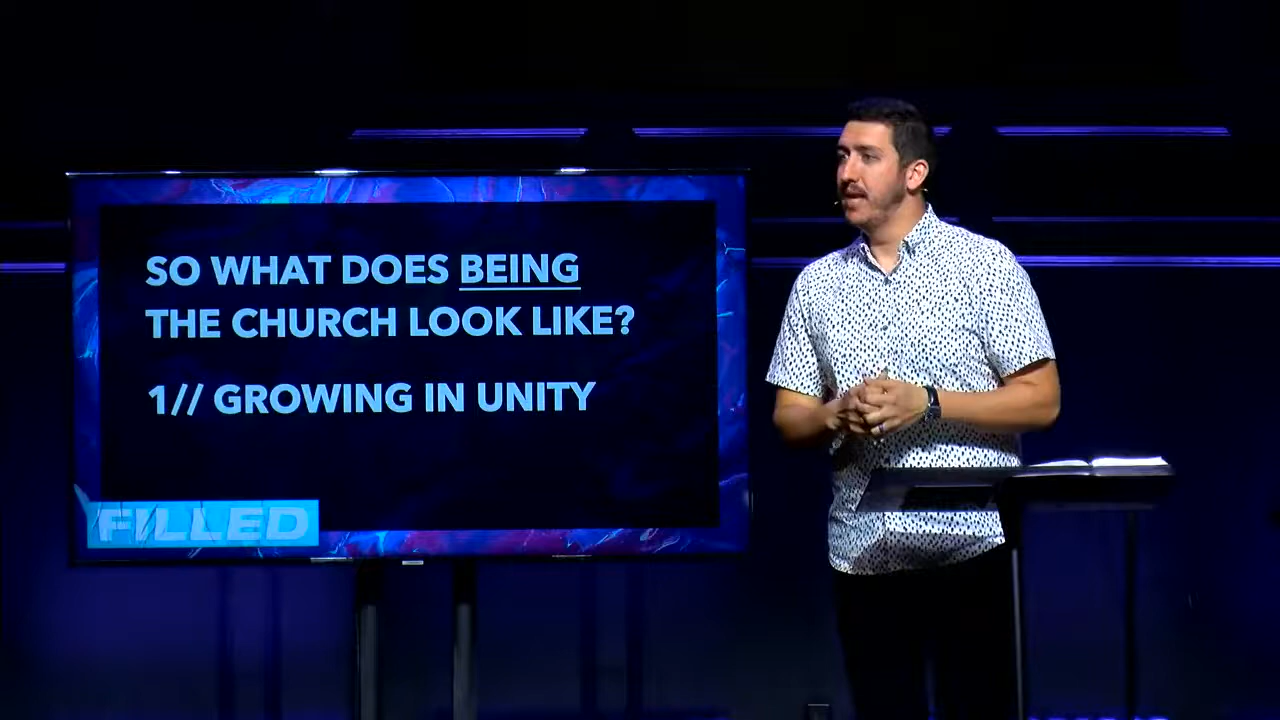 SO WHAT DOES BEING
THE CHURCH LOOK LIKE?
1// GROWING IN UNITY
FILLED